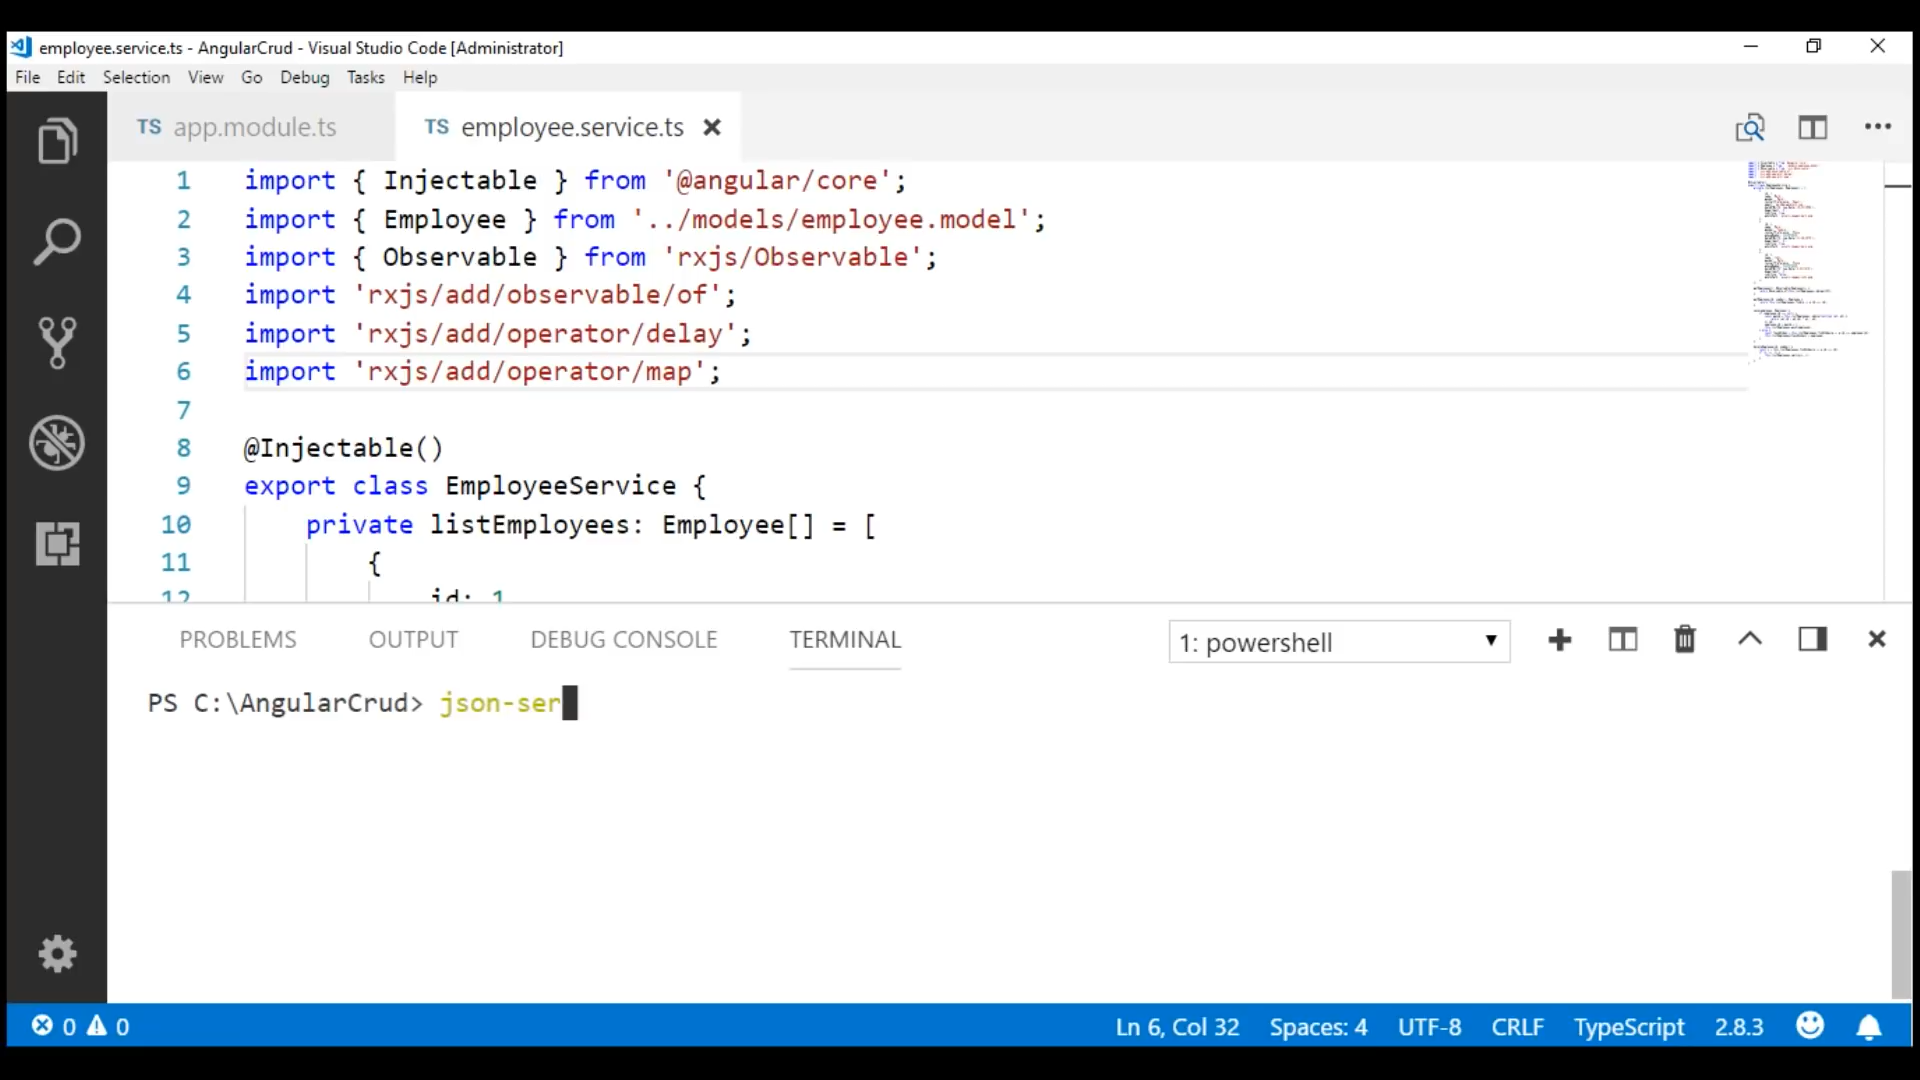 employee.service.ts - AngularCrud - Visual Studio Code [Administrator]
File Edit Selection View Go Debug Tasks Help
TS app.module.ts TS employee.service.ts
1 import { Injectable } from '@angular/core';
2 import { Employee } from '../models/employee.model';
3 import { Observable } from 'rxjs/Observable';
4 import 'rxjs/add/observable/of';
5 import 'rxjs/add/operator/delay';
6 import 'rxjs/add/operator/map';
7
8 @Injectable()
9 export class EmployeeService {
10 private listEmployees: Employee[] = [
11 {
12 id: 1
PROBLEMS OUTPUT DEBUG CONSOLE TERMINAL 1: powershell
PS C:\AngularCrud> json-ser
0 0 Ln 6, Col 32 Spaces: 4 UTF-8 CRLF TypeScript 2.8.3